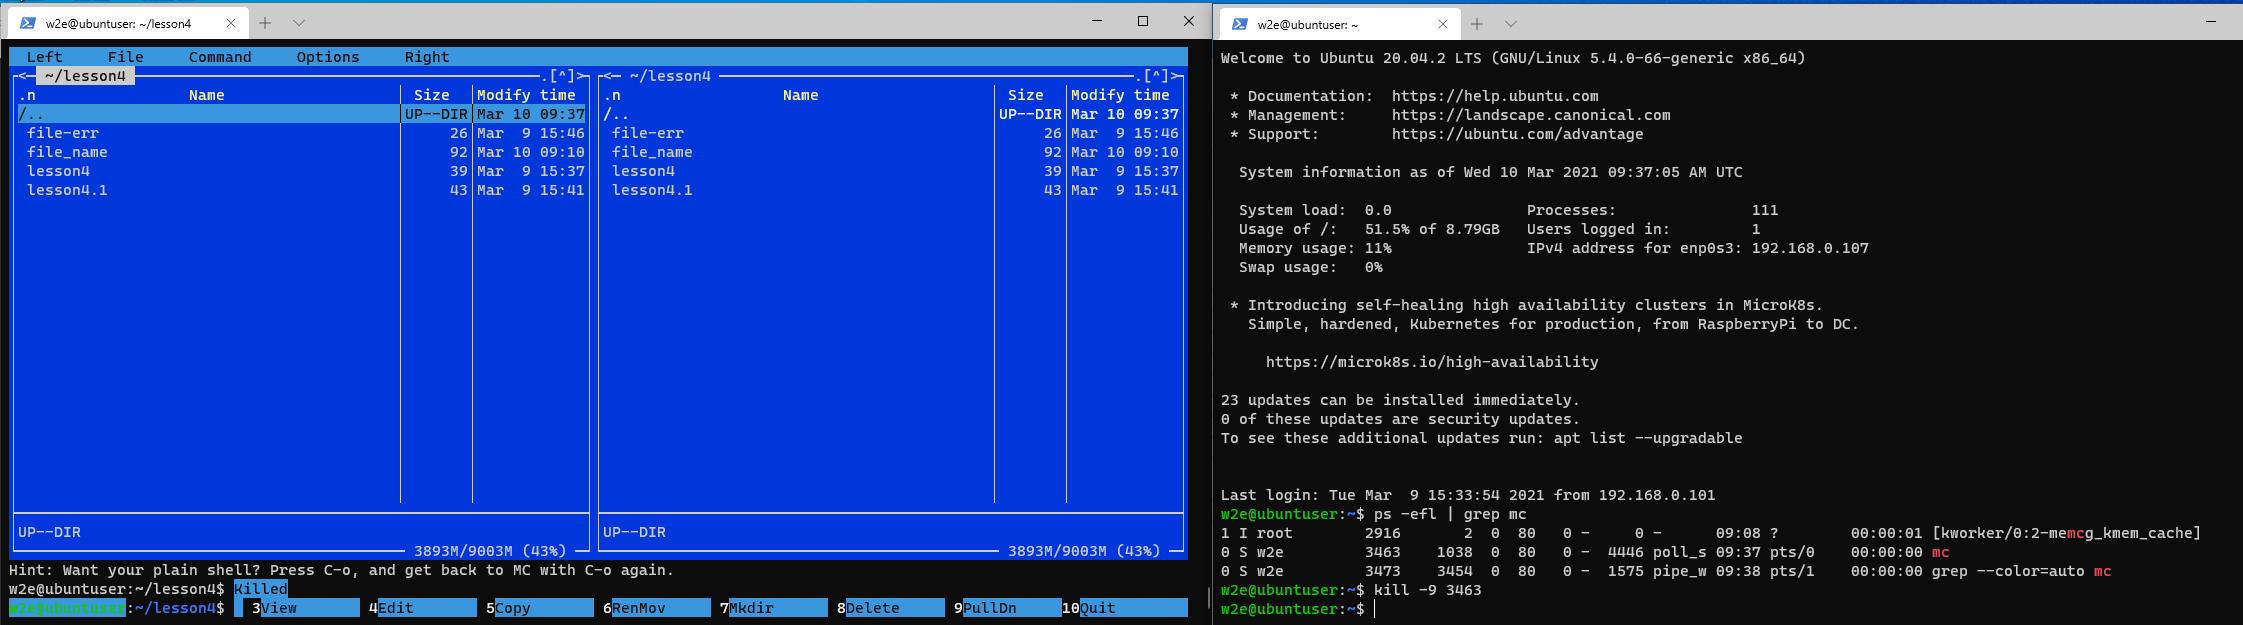 w2e@ubuntuser: ~/lesson4
Left File Command Options Right
<─ ~/lesson4 .[^]> <─ ~/lesson4 .[^]>
.n Name Size Modify time .n Name Size Modify time
/.. UP--DIR Mar 10 09:37 /.. UP--DIR Mar 10 09:37
file-err 26 Mar 9 15:46 file-err 26 Mar 9 15:46
file_name 92 Mar 10 09:10 file_name 92 Mar 10 09:10
lesson4 39 Mar 9 15:37 lesson4 39 Mar 9 15:37
lesson4.1 43 Mar 9 15:41 lesson4.1 43 Mar 9 15:41
UP--DIR UP--DIR
3893M/9003M (43%) 3893M/9003M (43%)
Hint: Want your plain shell? Press C-o, and get back to MC with C-o again.
w2e@ubuntuser:~/lesson4$ Killed
w2e@ubuntuser:~/lesson4$ 3View 4Edit 5Copy 6RenMov 7Mkdir 8Delete 9PullDn 10Quit
w2e@ubuntuser: ~
Welcome to Ubuntu 20.04.2 LTS (GNU/Linux 5.4.0-66-generic x86_64)
* Documentation: https://help.ubuntu.com
* Management: https://landscape.canonical.com
* Support: https://ubuntu.com/advantage
System information as of Wed 10 Mar 2021 09:37:05 AM UTC
System load: 0.0 Processes: 111
Usage of /: 51.5% of 8.79GB Users logged in: 1
Memory usage: 11% IPv4 address for enp0s3: 192.168.0.107
Swap usage: 0%
* Introducing self-healing high availability clusters in MicroK8s.
Simple, hardened, Kubernetes for production, from RaspberryPi to DC.
https://microk8s.io/high-availability
23 updates can be installed immediately.
0 of these updates are security updates.
To see these additional updates run: apt list --upgradable
Last login: Tue Mar 9 15:33:54 2021 from 192.168.0.101
w2e@ubuntuser:~$ ps -efl | grep mc
1 I root 2916 2 0 80 0 - 0 - 09:08 ? 00:00:01 [kworker/0:2-memcg_kmem_cache]
0 S w2e 3463 1038 0 80 0 - 4446 poll_s 09:37 pts/0 00:00:00 mc
0 S w2e 3473 3454 0 80 0 - 1575 pipe_w 09:38 pts/1 00:00:00 grep --color=auto mc
w2e@ubuntuser:~$ kill -9 3463
w2e@ubuntuser:~$